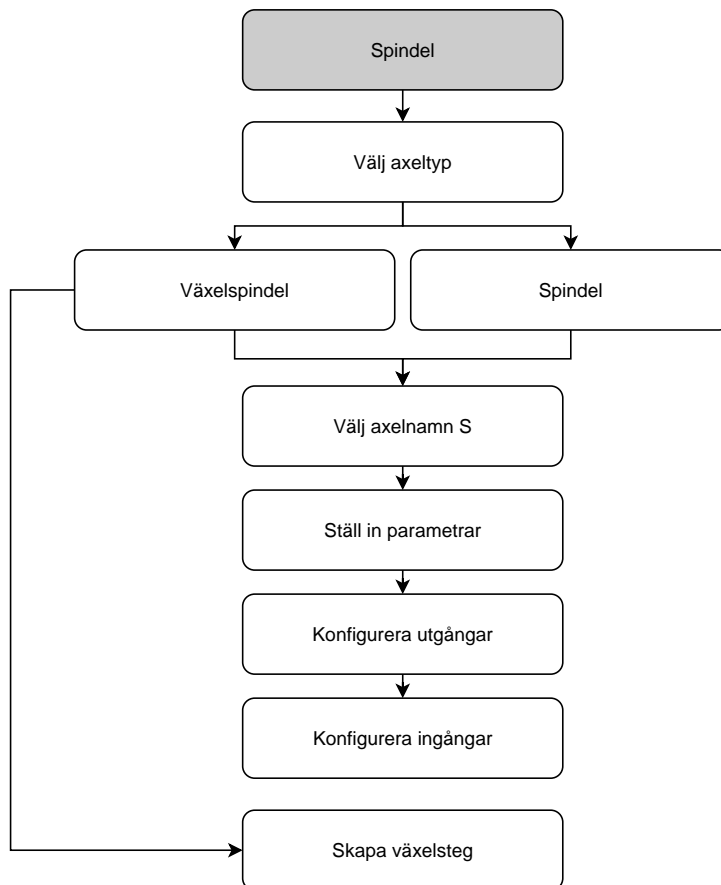 Spindel
Välj axeltyp
Växelspindel
Spindel
Välj axelnamn S
Ställ in parametrar
Konfigurera utgångar
Konfigurera ingångar
Skapa växelsteg